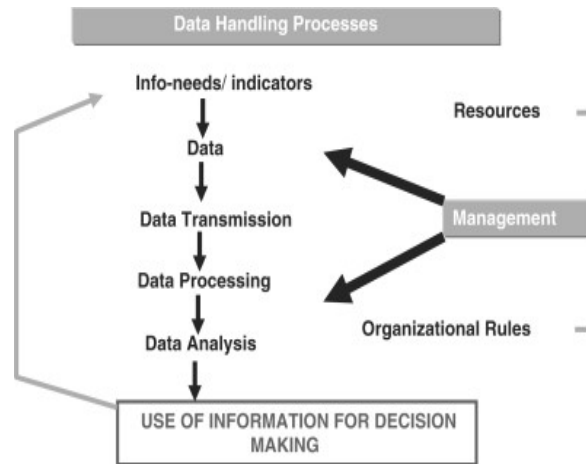 Data Handling Processes
Info-needs/ indicators
Resources
Data
Data Transmission
Management
Data Processing
Organizational Rules
Data Analysis
USE OF INFORMATION FOR DECISION
MAKING